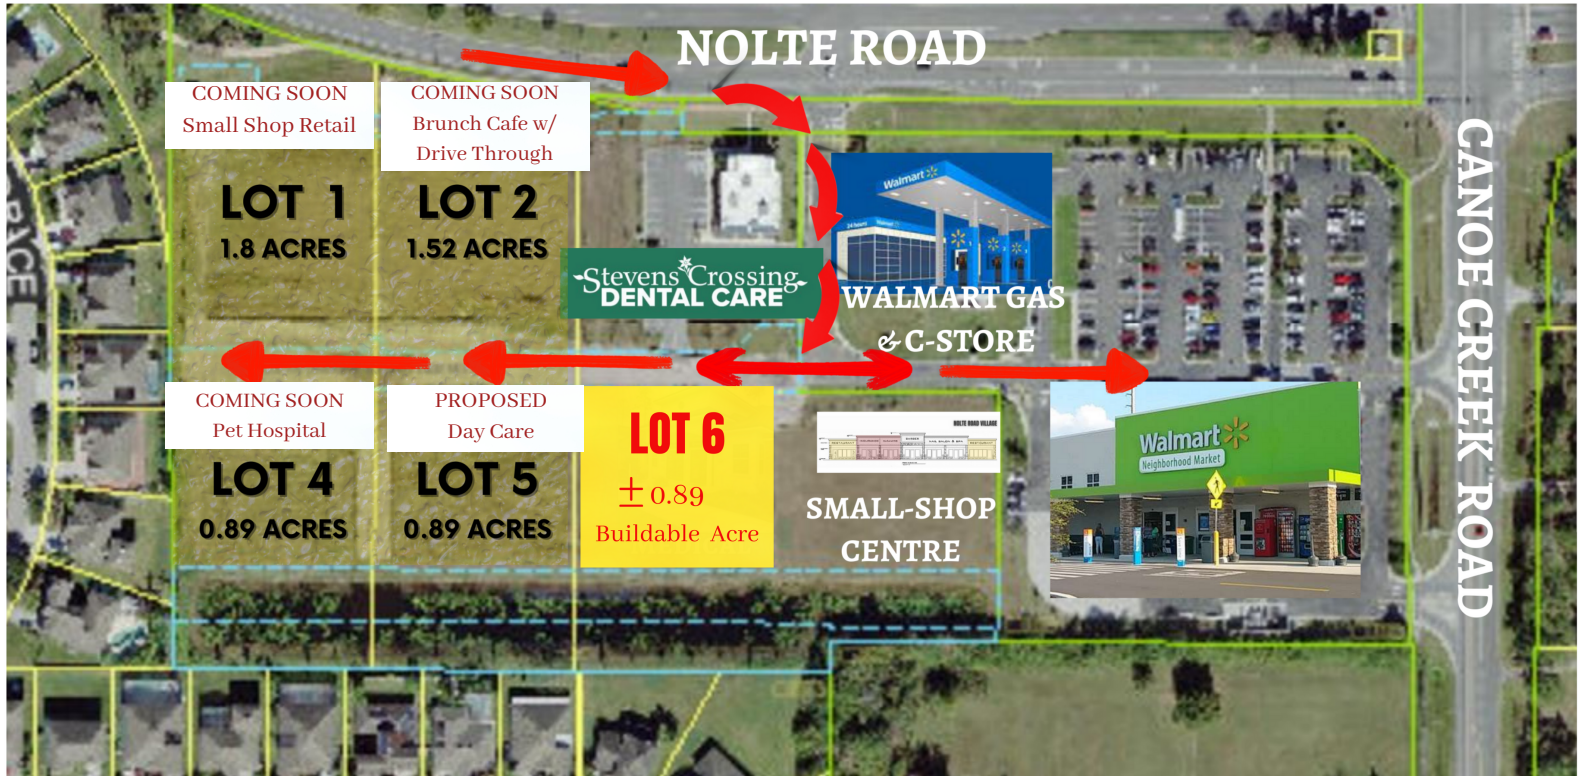 NOLTE ROAD
COMING SOON
Small Shop Retail
COMING SOON
Brunch Cafe w/
Drive Through
LOT 1
1.8 ACRES
LOT 2
1.52 ACRES
Stevens Crossing
DENTAL CARE
Walmart
WALMART GAS
& C-STORE
CANOE CREEK ROAD
COMING SOON
Pet Hospital
PROPOSED
Day Care
LOT 4
0.89 ACRES
LOT 5
0.89 ACRES
LOT 6
± 0.89
Buildable Acre
NOLTE ROAD VILLAGE
SMALL-SHOP
CENTRE
Walmart
Neighborhood Market